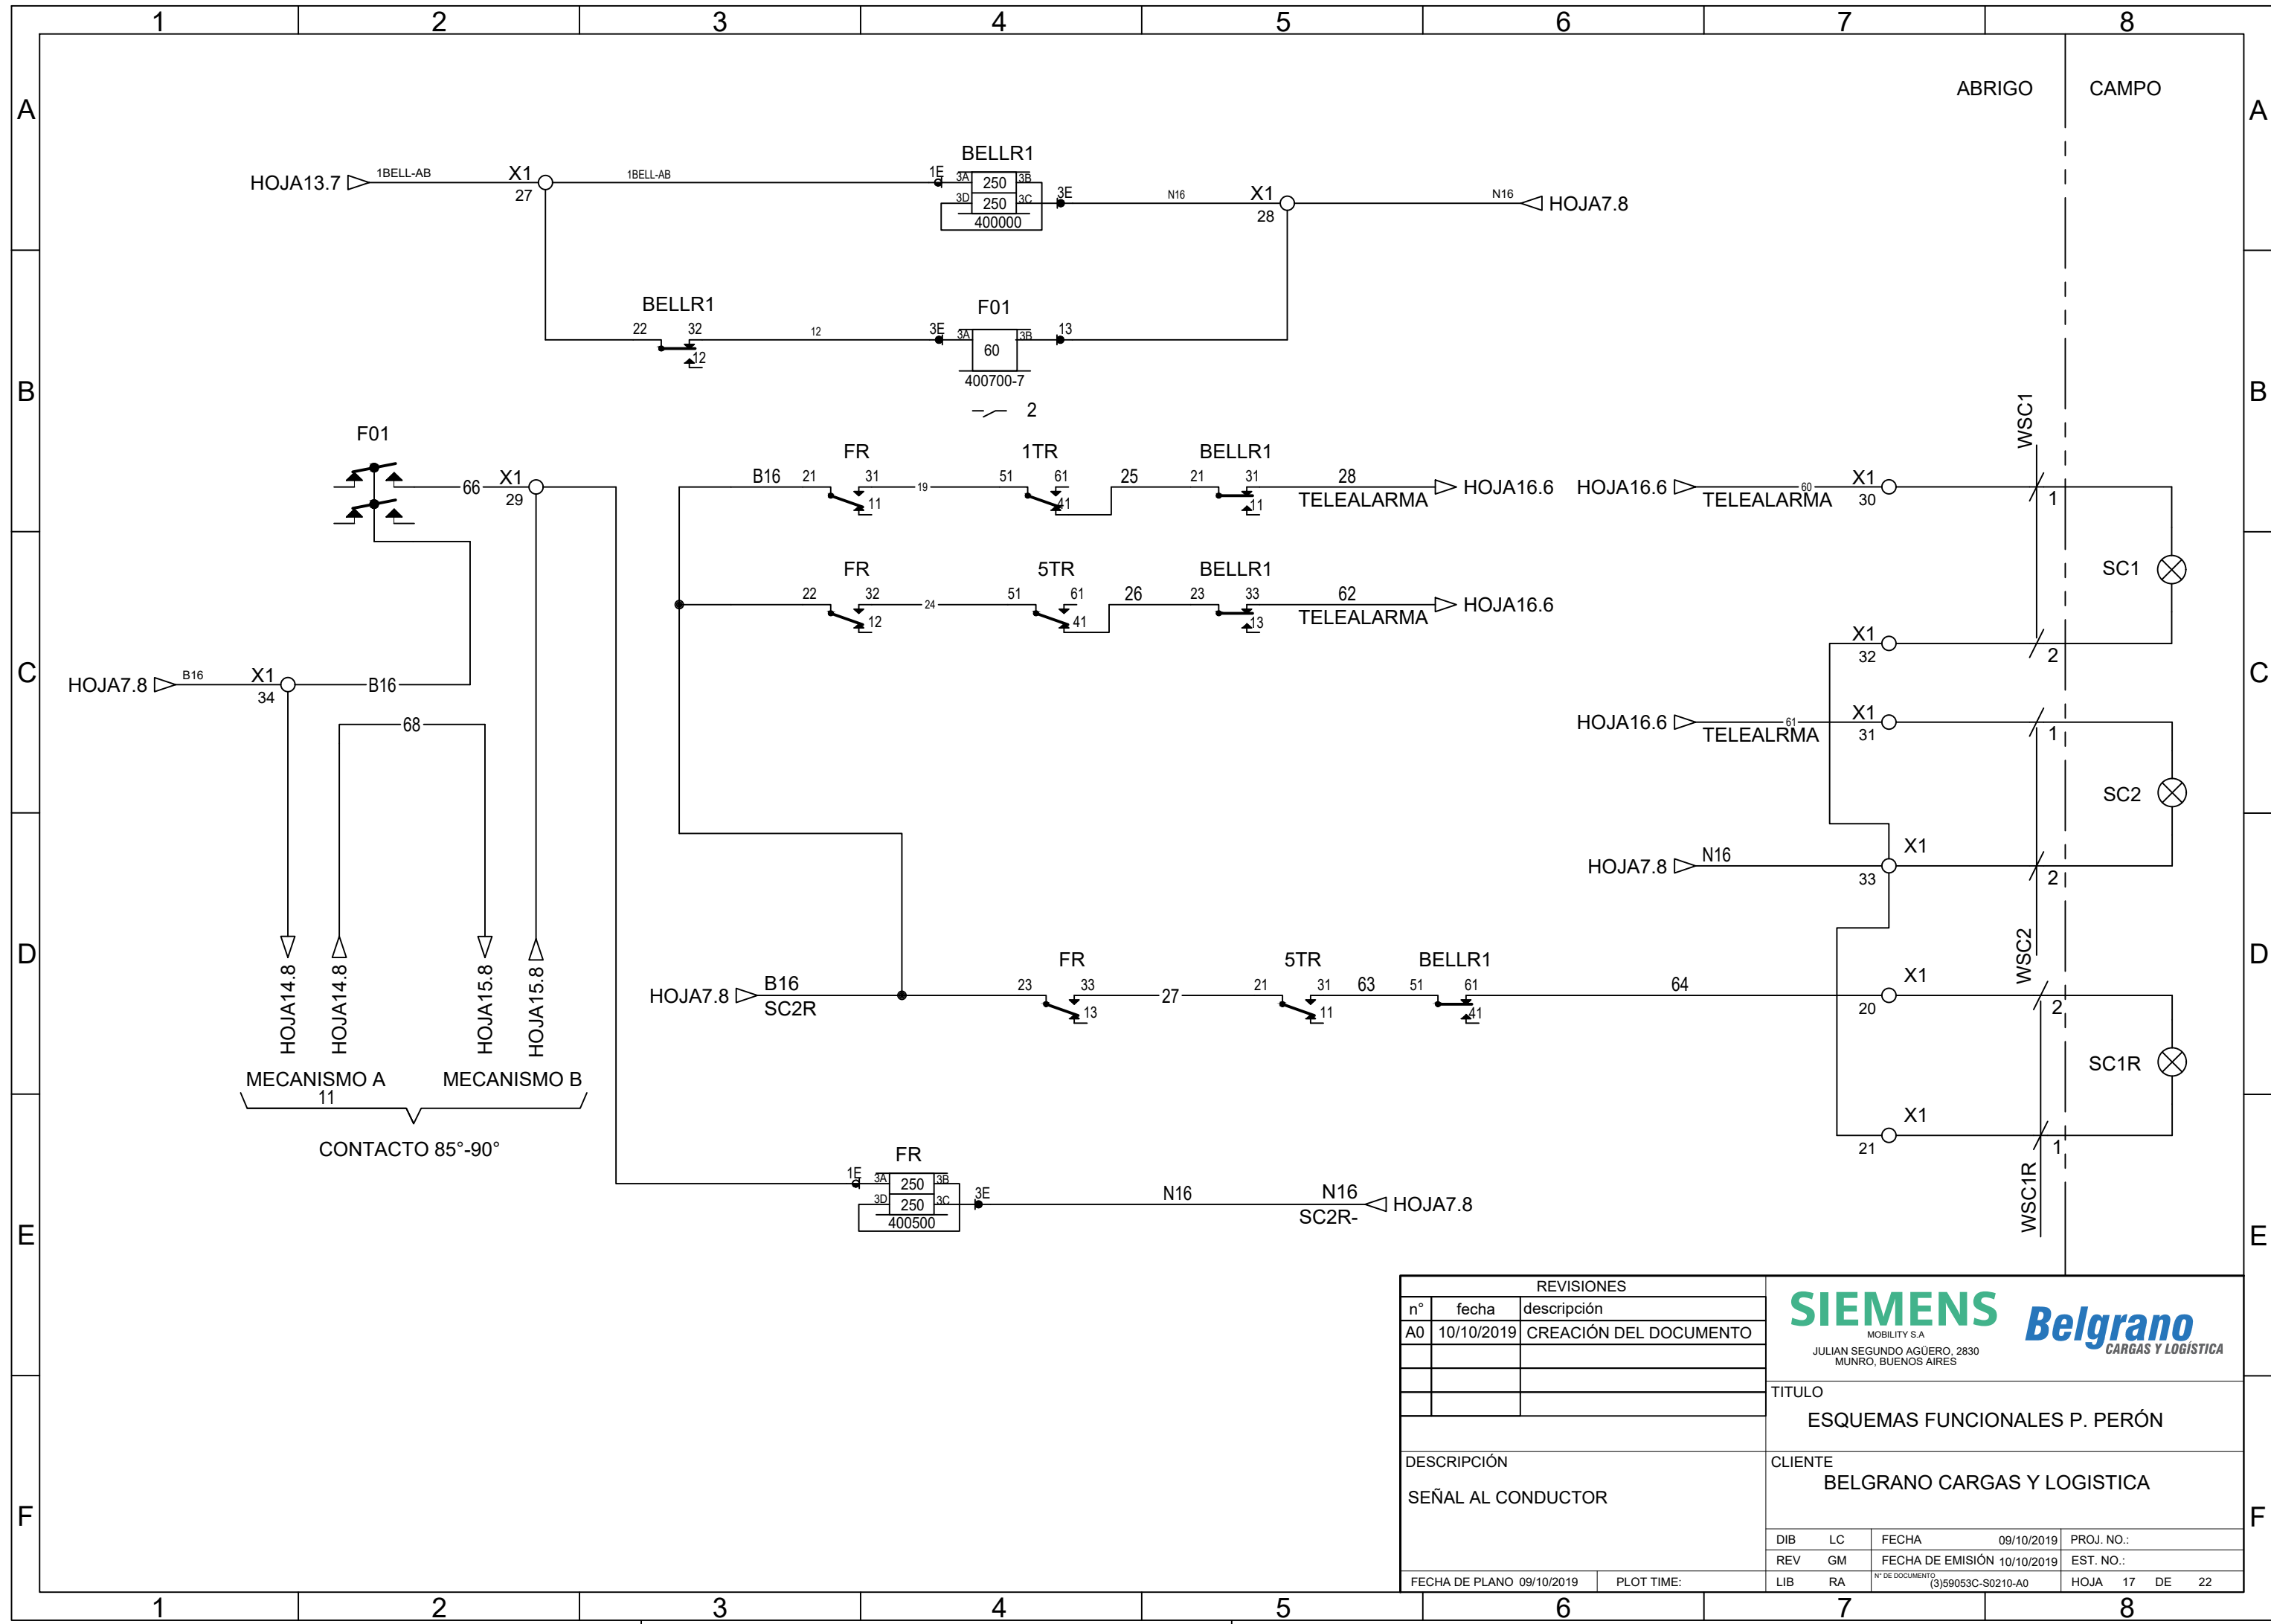 1 2 3 4 5 6 7 8
ABRIGO CAMPO
A A
BELLR1
HOJA13.7 1BELL-AB X1 27 1BELL-AB 1E 3A 250 3B
3D 250 3C 3E N16 X1 28 N16 HOJA7.8
400000
BELLR1 F01
22 32 12 3E 3A 60 3B 13
12
400700-7
B B
2
WSC1
F01
66 X1 29
FR 1TR BELLR1
B16 21 31 19 51 61 25 21 31 28 HOJA16.6
11 41 11 TELEALARMA
HOJA16.6 60 X1 30 1
TELEALARMA
FR 5TR BELLR1
22 32 24 51 61 26 23 33 62 HOJA16.6
12 41 13 TELEALARMA
SC1
X1 32 2
C C
HOJA7.8 B16 X1 34 B16
68
HOJA16.6 61 X1 31 1
TELEALRMA
SC2
HOJA7.8 N16 X1 33 2
WSC2
D D
HOJA14.8 HOJA14.8 HOJA15.8 HOJA15.8
MECANISMO A MECANISMO B
11
CONTACTO 85°-90°
FR 5TR BELLR1
HOJA7.8 B16 23 33 27 21 31 63 51 61 64 X1 20 2
SC2R 13 11 41
SC1R
X1 21 1
WSC1R
FR
1E 3A 250 3B
3D 250 3C 3E N16 N16 HOJA7.8
400500 SC2R-
E E
REVISIONES
n° fecha descripción
A0 10/10/2019 CREACIÓN DEL DOCUMENTO
SIEMENS
MOBILITY S.A
JULIAN SEGUNDO AGÜERO, 2830
MUNRO, BUENOS AIRES
Belgrano
CARGAS Y LOGÍSTICA
TITULO
ESQUEMAS FUNCIONALES P. PERÓN
DESCRIPCIÓN
SEÑAL AL CONDUCTOR
CLIENTE
BELGRANO CARGAS Y LOGISTICA
F F
DIB LC FECHA 09/10/2019 PROJ. NO.:
REV GM FECHA DE EMISIÓN 10/10/2019 EST. NO.:
FECHA DE PLANO 09/10/2019 PLOT TIME: LIB RA N° DE DOCUMENTO (3)59053C-S0210-A0 HOJA 17 DE 22
1 2 3 4 5 6 7 8